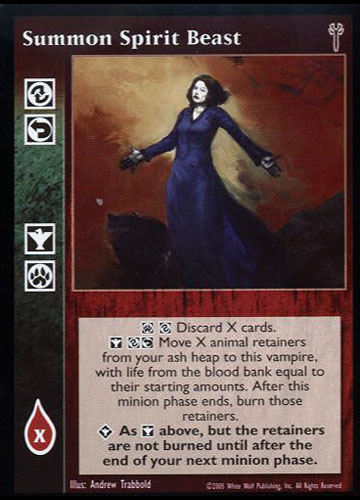 Summon Spirit Beast
Discard X cards.
Move X animal retainers
from your ash heap to this vampire,
with life from the blood bank equal to
their starting amounts. After this
minion phase ends, burn those
retainers.
As above, but the retainers
are not burned until after the
end of your next minion phase.
X
Illus: Andrew Trabbold ©2005 White Wolf Publishing, Inc. All Rights Reserved